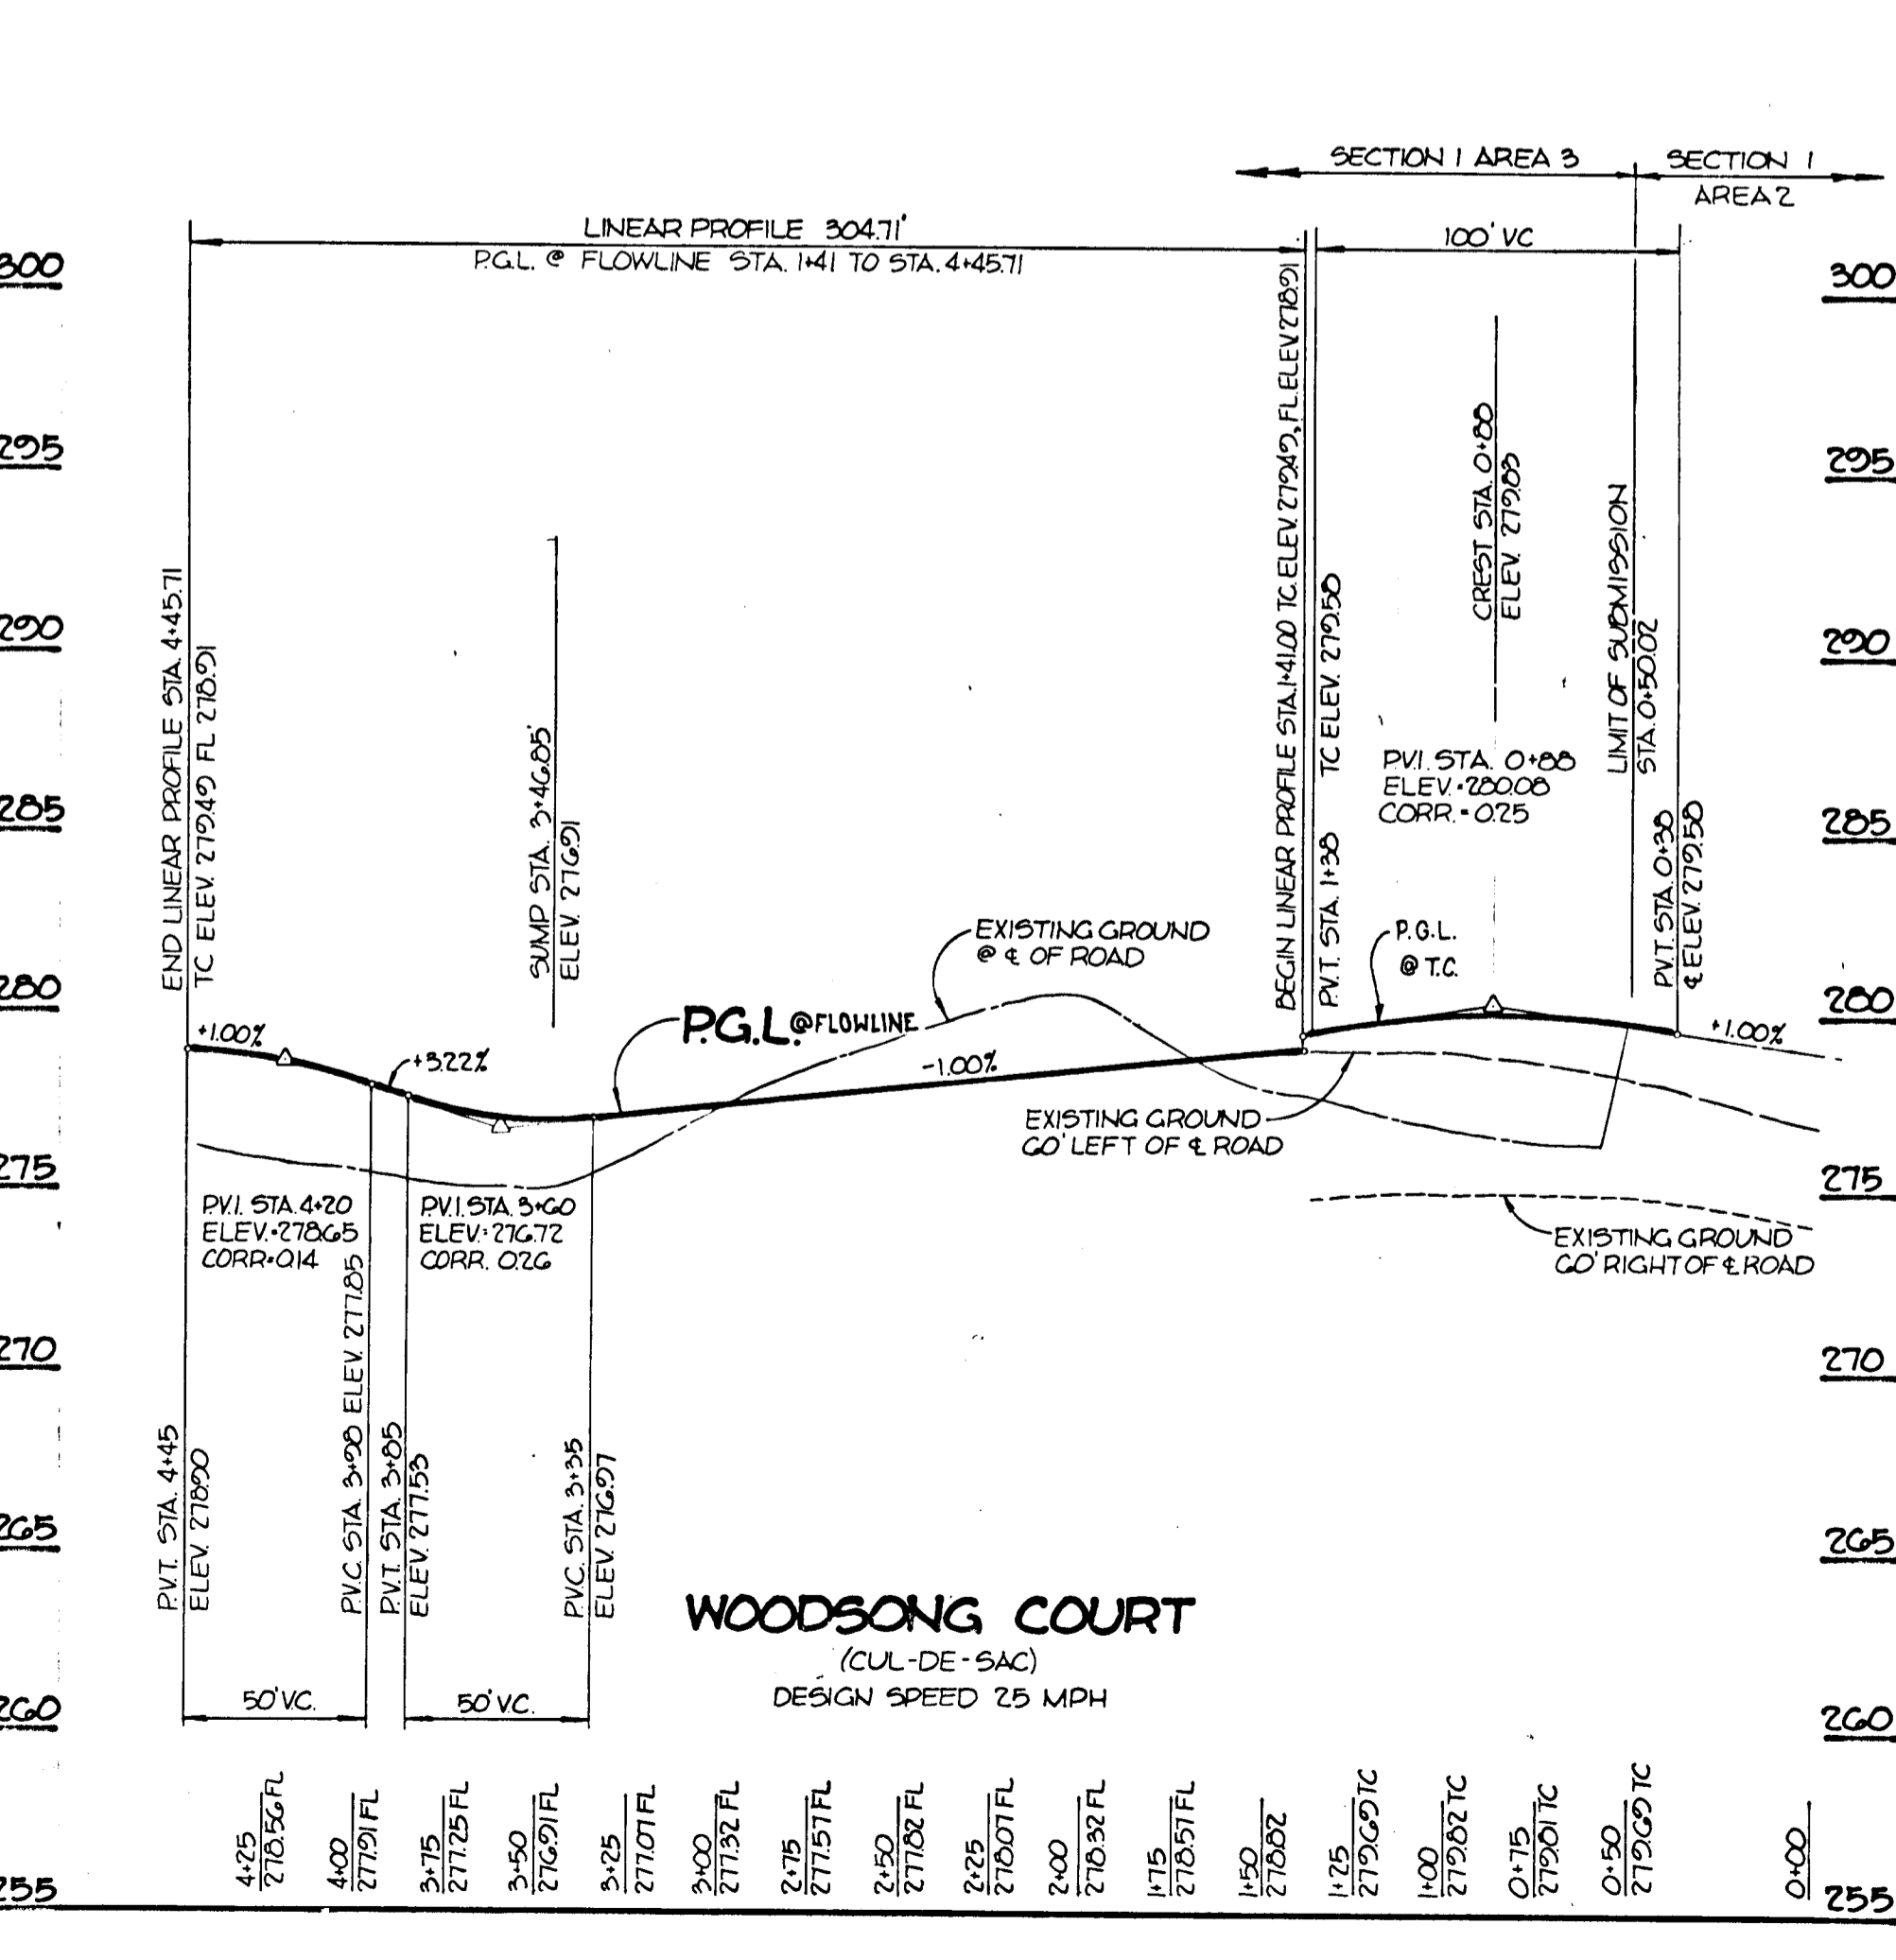 SECTION 1 AREA 3
SECTION 1
AREA 2
LINEAR PROFILE 304.71'
P.G.L. @ FLOWLINE STA. 1+41 TO STA. 4+45.71
100' VC
300
295
290
285
280
275
270
265
260
255
300
295
290
285
280
275
270
265
260
255
END LINEAR PROFILE STA. 4+45.71
TC ELEV. 279.49 FL 278.91
SUMP STA. 3+46.85'
ELEV. 276.91
BEGIN LINEAR PROFILE STA. 1+41.00 TC. ELEV. 279.49, FL. ELEV. 278.91
P.V.T. STA. 1+38 TC ELEV. 279.58
CREST STA. 0+88
ELEV. 279.83
P.V.I. STA. 0+88
ELEV.=280.08
CORR.=0.25
LIMIT OF SUBMISSION
STA. 0+50.02
P.V.T. STA. 0+38
℄ ELEV. 279.58
EXISTING GROUND
@ ℄ OF ROAD
P.G.L.
@ T.C.
+1.00%
+3.22%
P.G.L. @ FLOWLINE
-1.00%
+1.00%
EXISTING GROUND
60' LEFT OF ℄ ROAD
EXISTING GROUND
60' RIGHT OF ℄ ROAD
P.V.I. STA. 4+20
ELEV.=278.65
CORR=0.14
P.V.I. STA. 3+60
ELEV.=276.72
CORR. 0.26
P.V.T. STA. 4+45
ELEV. 278.90
P.V.C. STA. 3+98 ELEV. 277.85
P.V.T. STA. 3+85
ELEV. 277.53
P.V.C. STA. 3+35
ELEV. 276.97
50' V.C.
50' V.C.
WOODSONG COURT
(CUL-DE-SAC)
DESIGN SPEED 25 MPH
4+25
278.56 FL
4+00
277.91 FL
3+75
277.25 FL
3+50
276.91 FL
3+25
277.07 FL
3+00
277.32 FL
2+75
277.57 FL
2+50
277.82 FL
2+25
278.07 FL
2+00
278.32 FL
1+75
278.57 FL
1+50
278.82
1+25
279.69 TC
1+00
279.82 TC
0+75
279.81 TC
0+50
279.69 TC
0+00